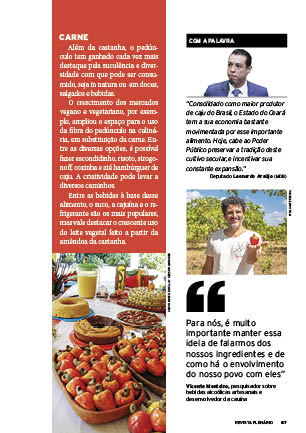 CARNE
Além da castanha, o pedúnculo
tem ganhado cada vez mais
destaque pela suculência e diversidade
com que pode ser consumido,
seja in natura ou em doces,
salgados e bebidas.
O crescimento dos mercados
vegano e vegetariano, por exemplo,
ampliou o espaço para o uso
da fibra do pedúnculo na culinária,
em substituição da carne. Entre
as diversas opções, é possível
fazer escondidinho, risoto, strogonoff,
coxinha e até hambúrguer de
caju. A criatividade pode levar a
diversos caminhos.
Entre as bebidas à base desse
alimento, o suco, a cajuína e o refrigerante
são os mais populares,
mas vale destacar o crescente uso
do leite vegetal feito a partir da
amêndoa da castanha.
COM A PALAVRA
“Consolidado como maior produtor
de caju do Brasil, o Estado do Ceará
tem a sua economia bastante
movimentada por esse importante
alimento. Hoje, cabe ao Poder
Público preservar a tradição deste
cultivo secular, e incentivar sua
constante expansão.”
Deputado Leonardo Araújo (MDB)
“
Para nós, é muito
importante manter essa
ideia de falarmos dos
nossos ingredientes e de
como há o envolvimento
do nosso povo com eles”
Vicente Monteiro, pesquisador sobre
bebidas alcoólicas artesanais e
desenvolvedor da cauína
REVISTA PLENÁRIO 67